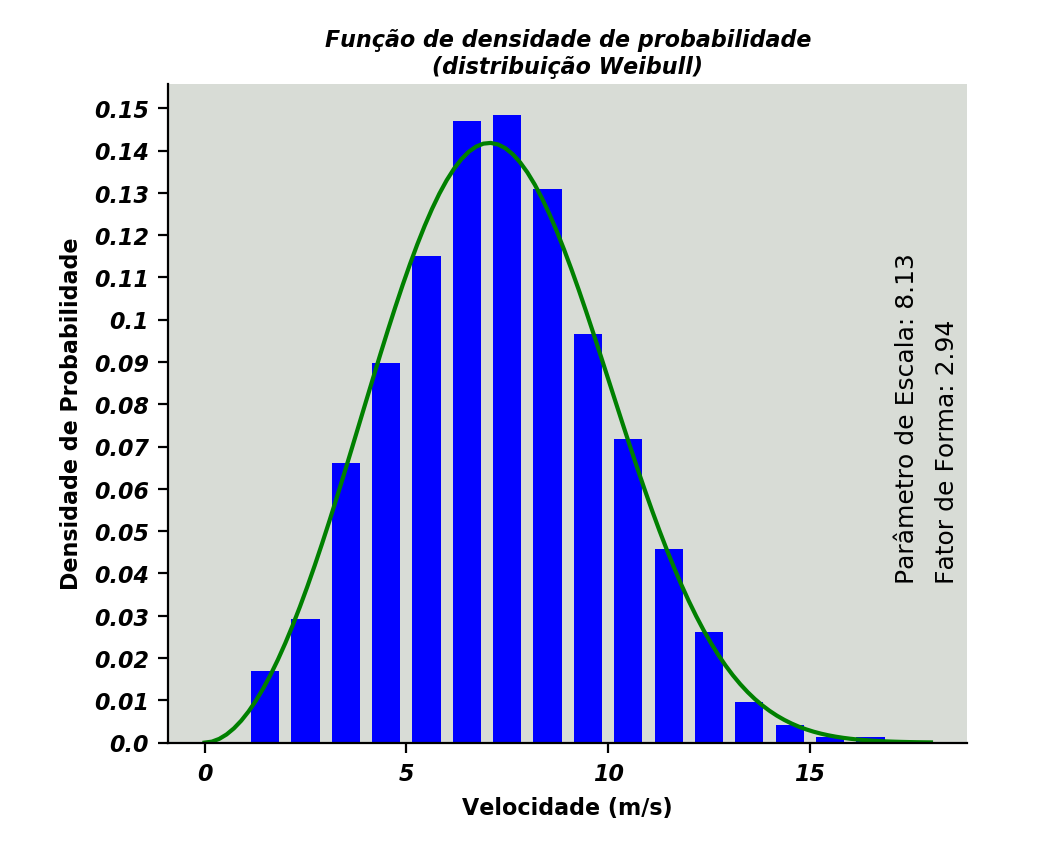 Função de densidade de probabilidade
(distribuição Weibull)
Densidade de Probabilidade
0.15
0.14
0.13
0.12
0.11
0.1
0.09
0.08
0.07
0.06
0.05
0.04
0.03
0.02
0.01
0.0
Parâmetro de Escala: 8.13
Fator de Forma: 2.94
0 5 10 15
Velocidade (m/s)